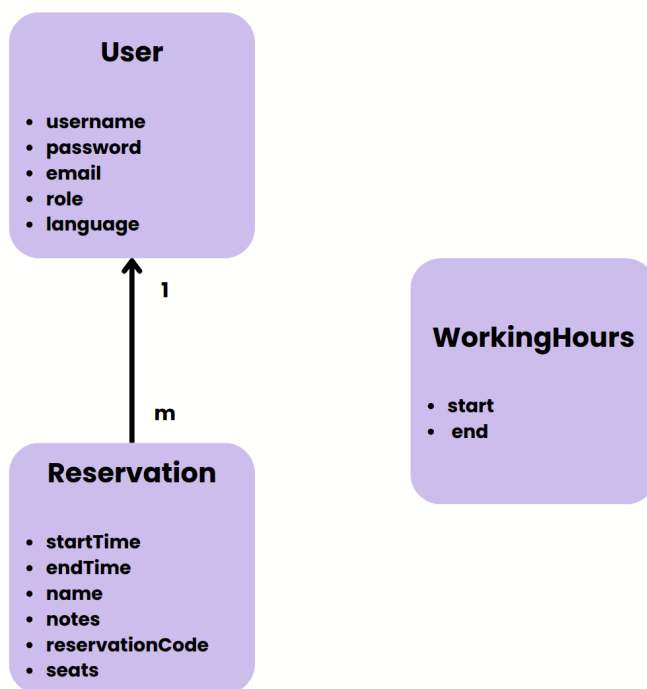 User
• username
• password
• email
• role
• language
1
m
WorkingHours
• start
• end
Reservation
• startTime
• endTime
• name
• notes
• reservationCode
• seats